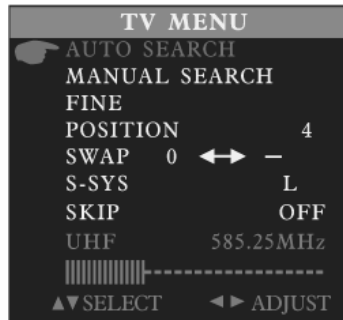 TV MENU
AUTO SEARCH
MANUAL SEARCH
FINE
POSITION 4
SWAP 0 ↔ –
S-SYS L
SKIP OFF
UHF 585.25MHz
▲▼SELECT ◄► ADJUST